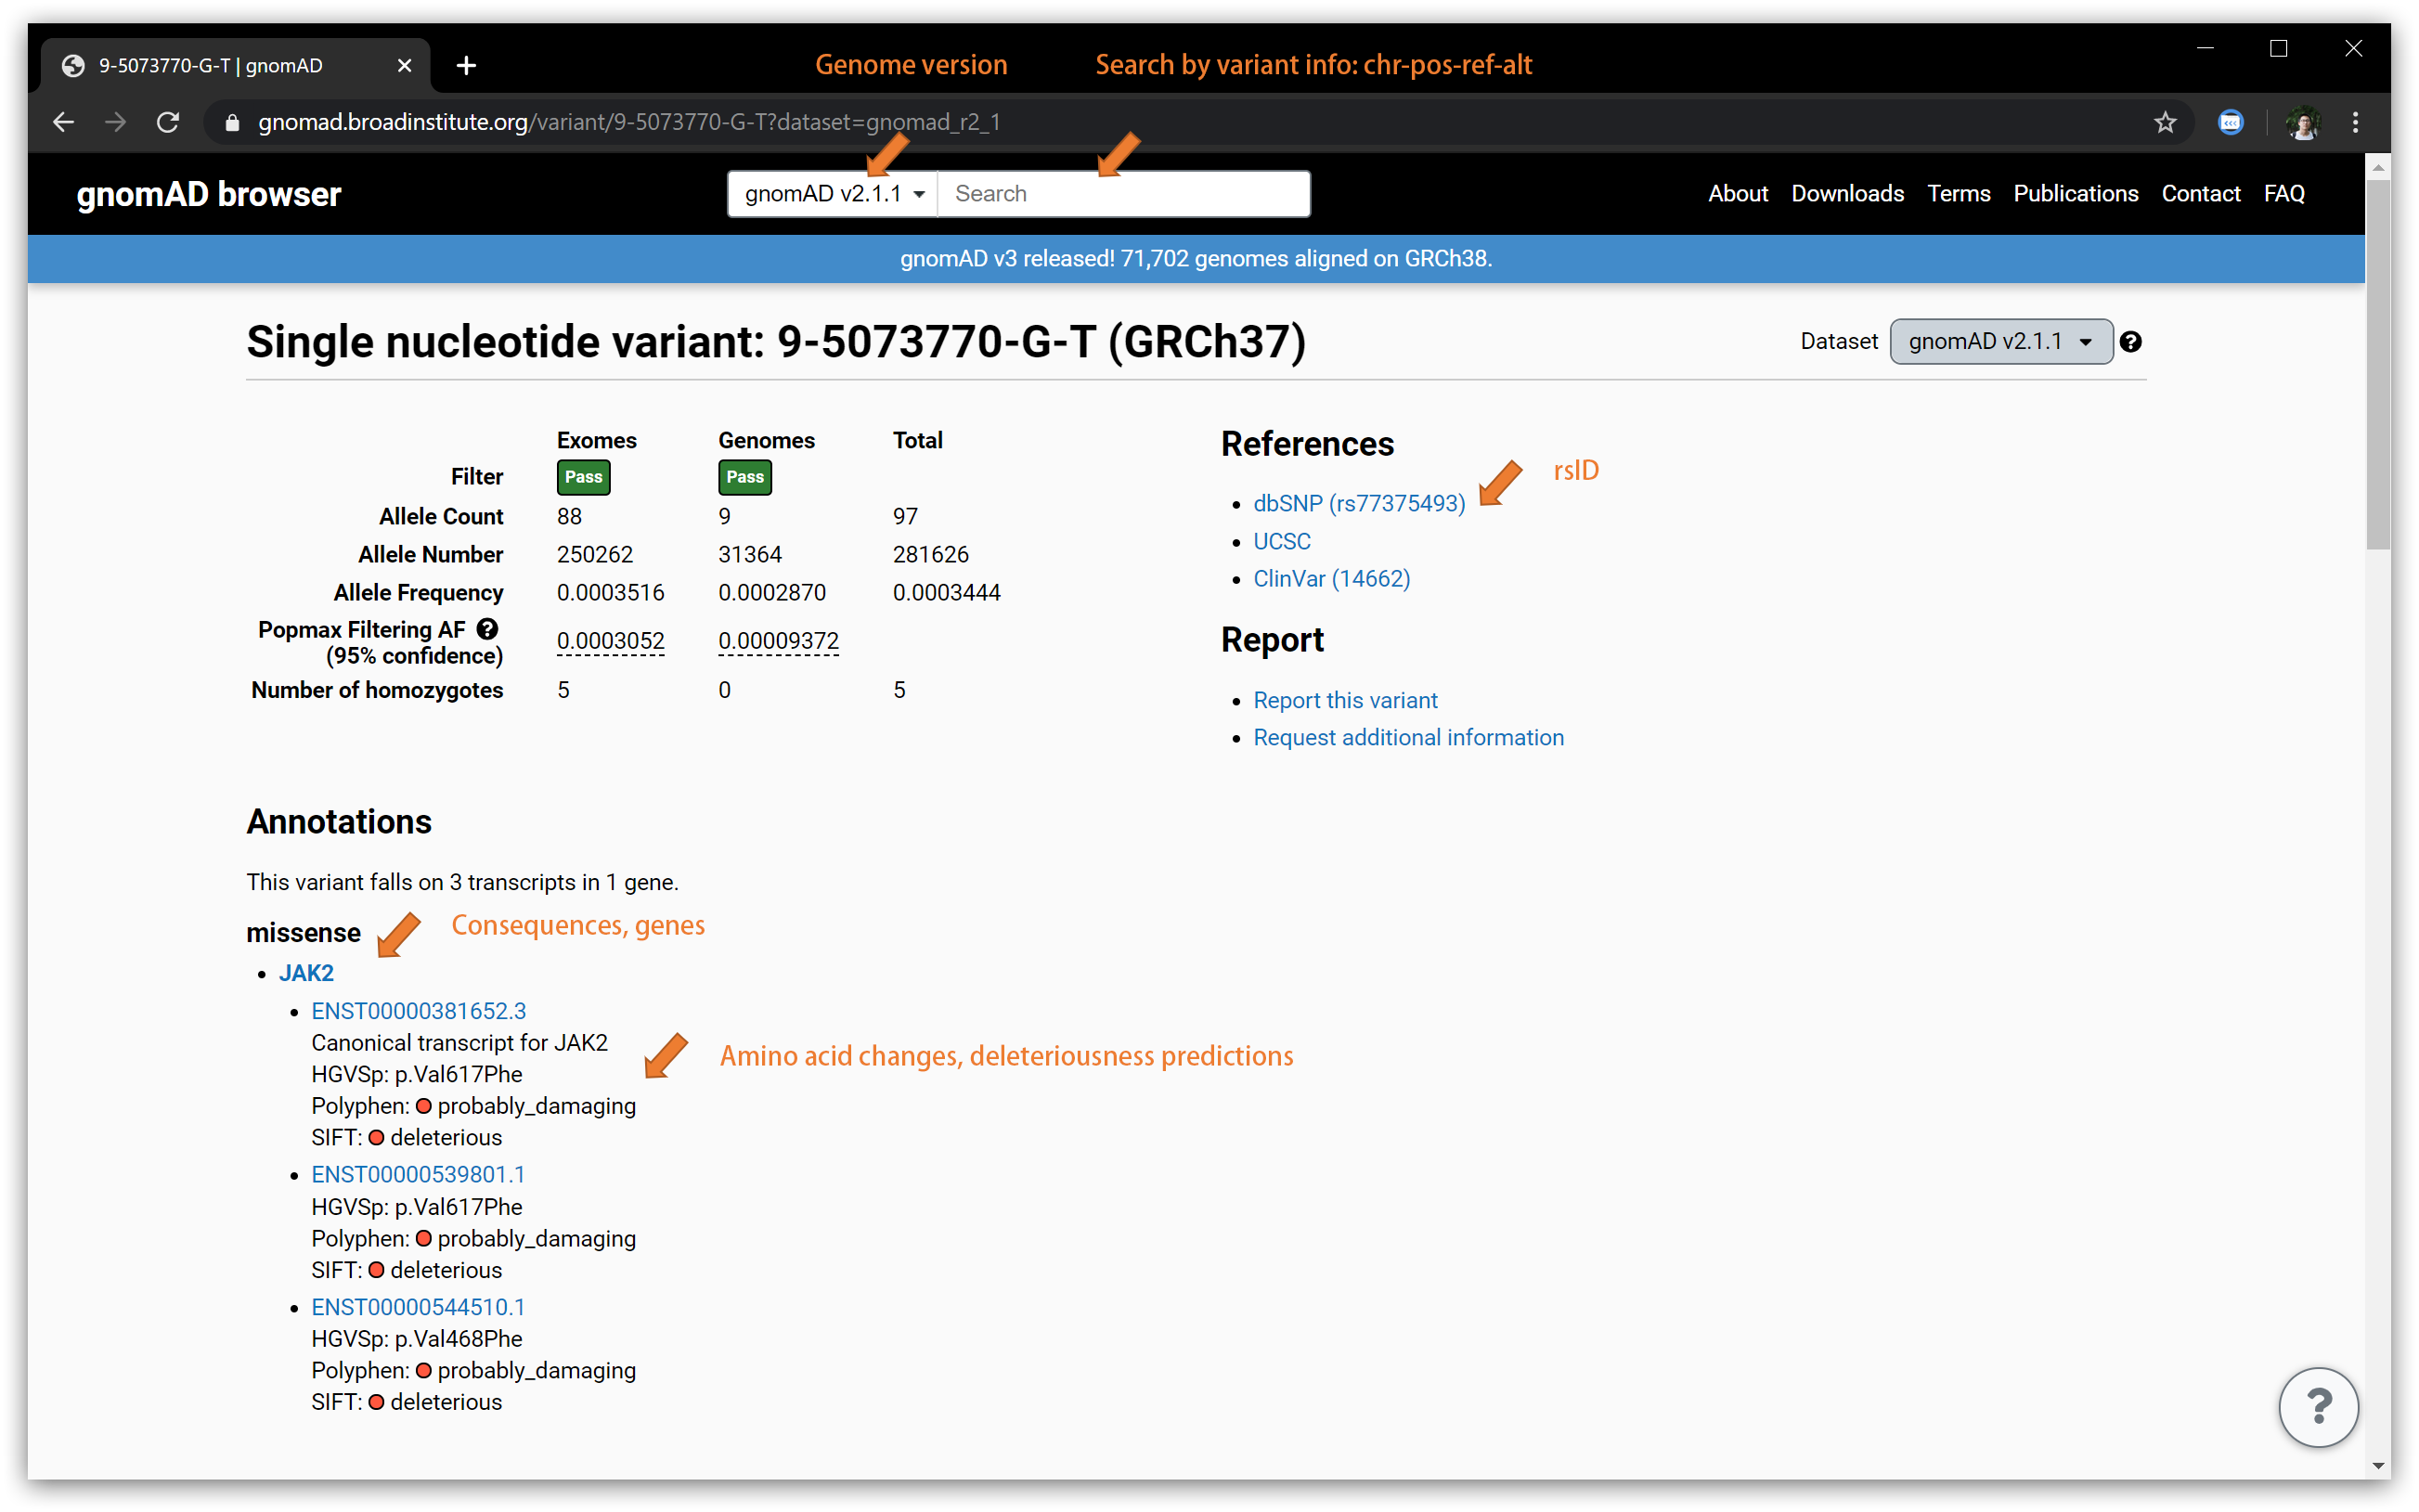 9-5073770-G-T | gnomAD
Genome version
Search by variant info: chr-pos-ref-alt
gnomad.broadinstitute.org/variant/9-5073770-G-T?dataset=gnomad_r2_1
gnomAD browser
gnomAD v2.1.1
Search
About Downloads Terms Publications Contact FAQ
gnomAD v3 released! 71,702 genomes aligned on GRCh38.
Single nucleotide variant: 9-5073770-G-T (GRCh37)
Dataset gnomAD v2.1.1 ?
Exomes Genomes Total
Filter Pass Pass
Allele Count 88 9 97
Allele Number 250262 31364 281626
Allele Frequency 0.0003516 0.0002870 0.0003444
Popmax Filtering AF ?
(95% confidence) 0.0003052 0.00009372
Number of homozygotes 5 0 5
References
rsID
dbSNP (rs77375493)
UCSC
ClinVar (14662)
Report
Report this variant
Request additional information
Annotations
This variant falls on 3 transcripts in 1 gene.
missense
Consequences, genes
JAK2
ENST00000381652.3
Canonical transcript for JAK2
HGVSp: p.Val617Phe
Amino acid changes, deleteriousness predictions
Polyphen: probably_damaging
SIFT: deleterious
ENST00000539801.1
HGVSp: p.Val617Phe
Polyphen: probably_damaging
SIFT: deleterious
ENST00000544510.1
HGVSp: p.Val468Phe
Polyphen: probably_damaging
SIFT: deleterious
?